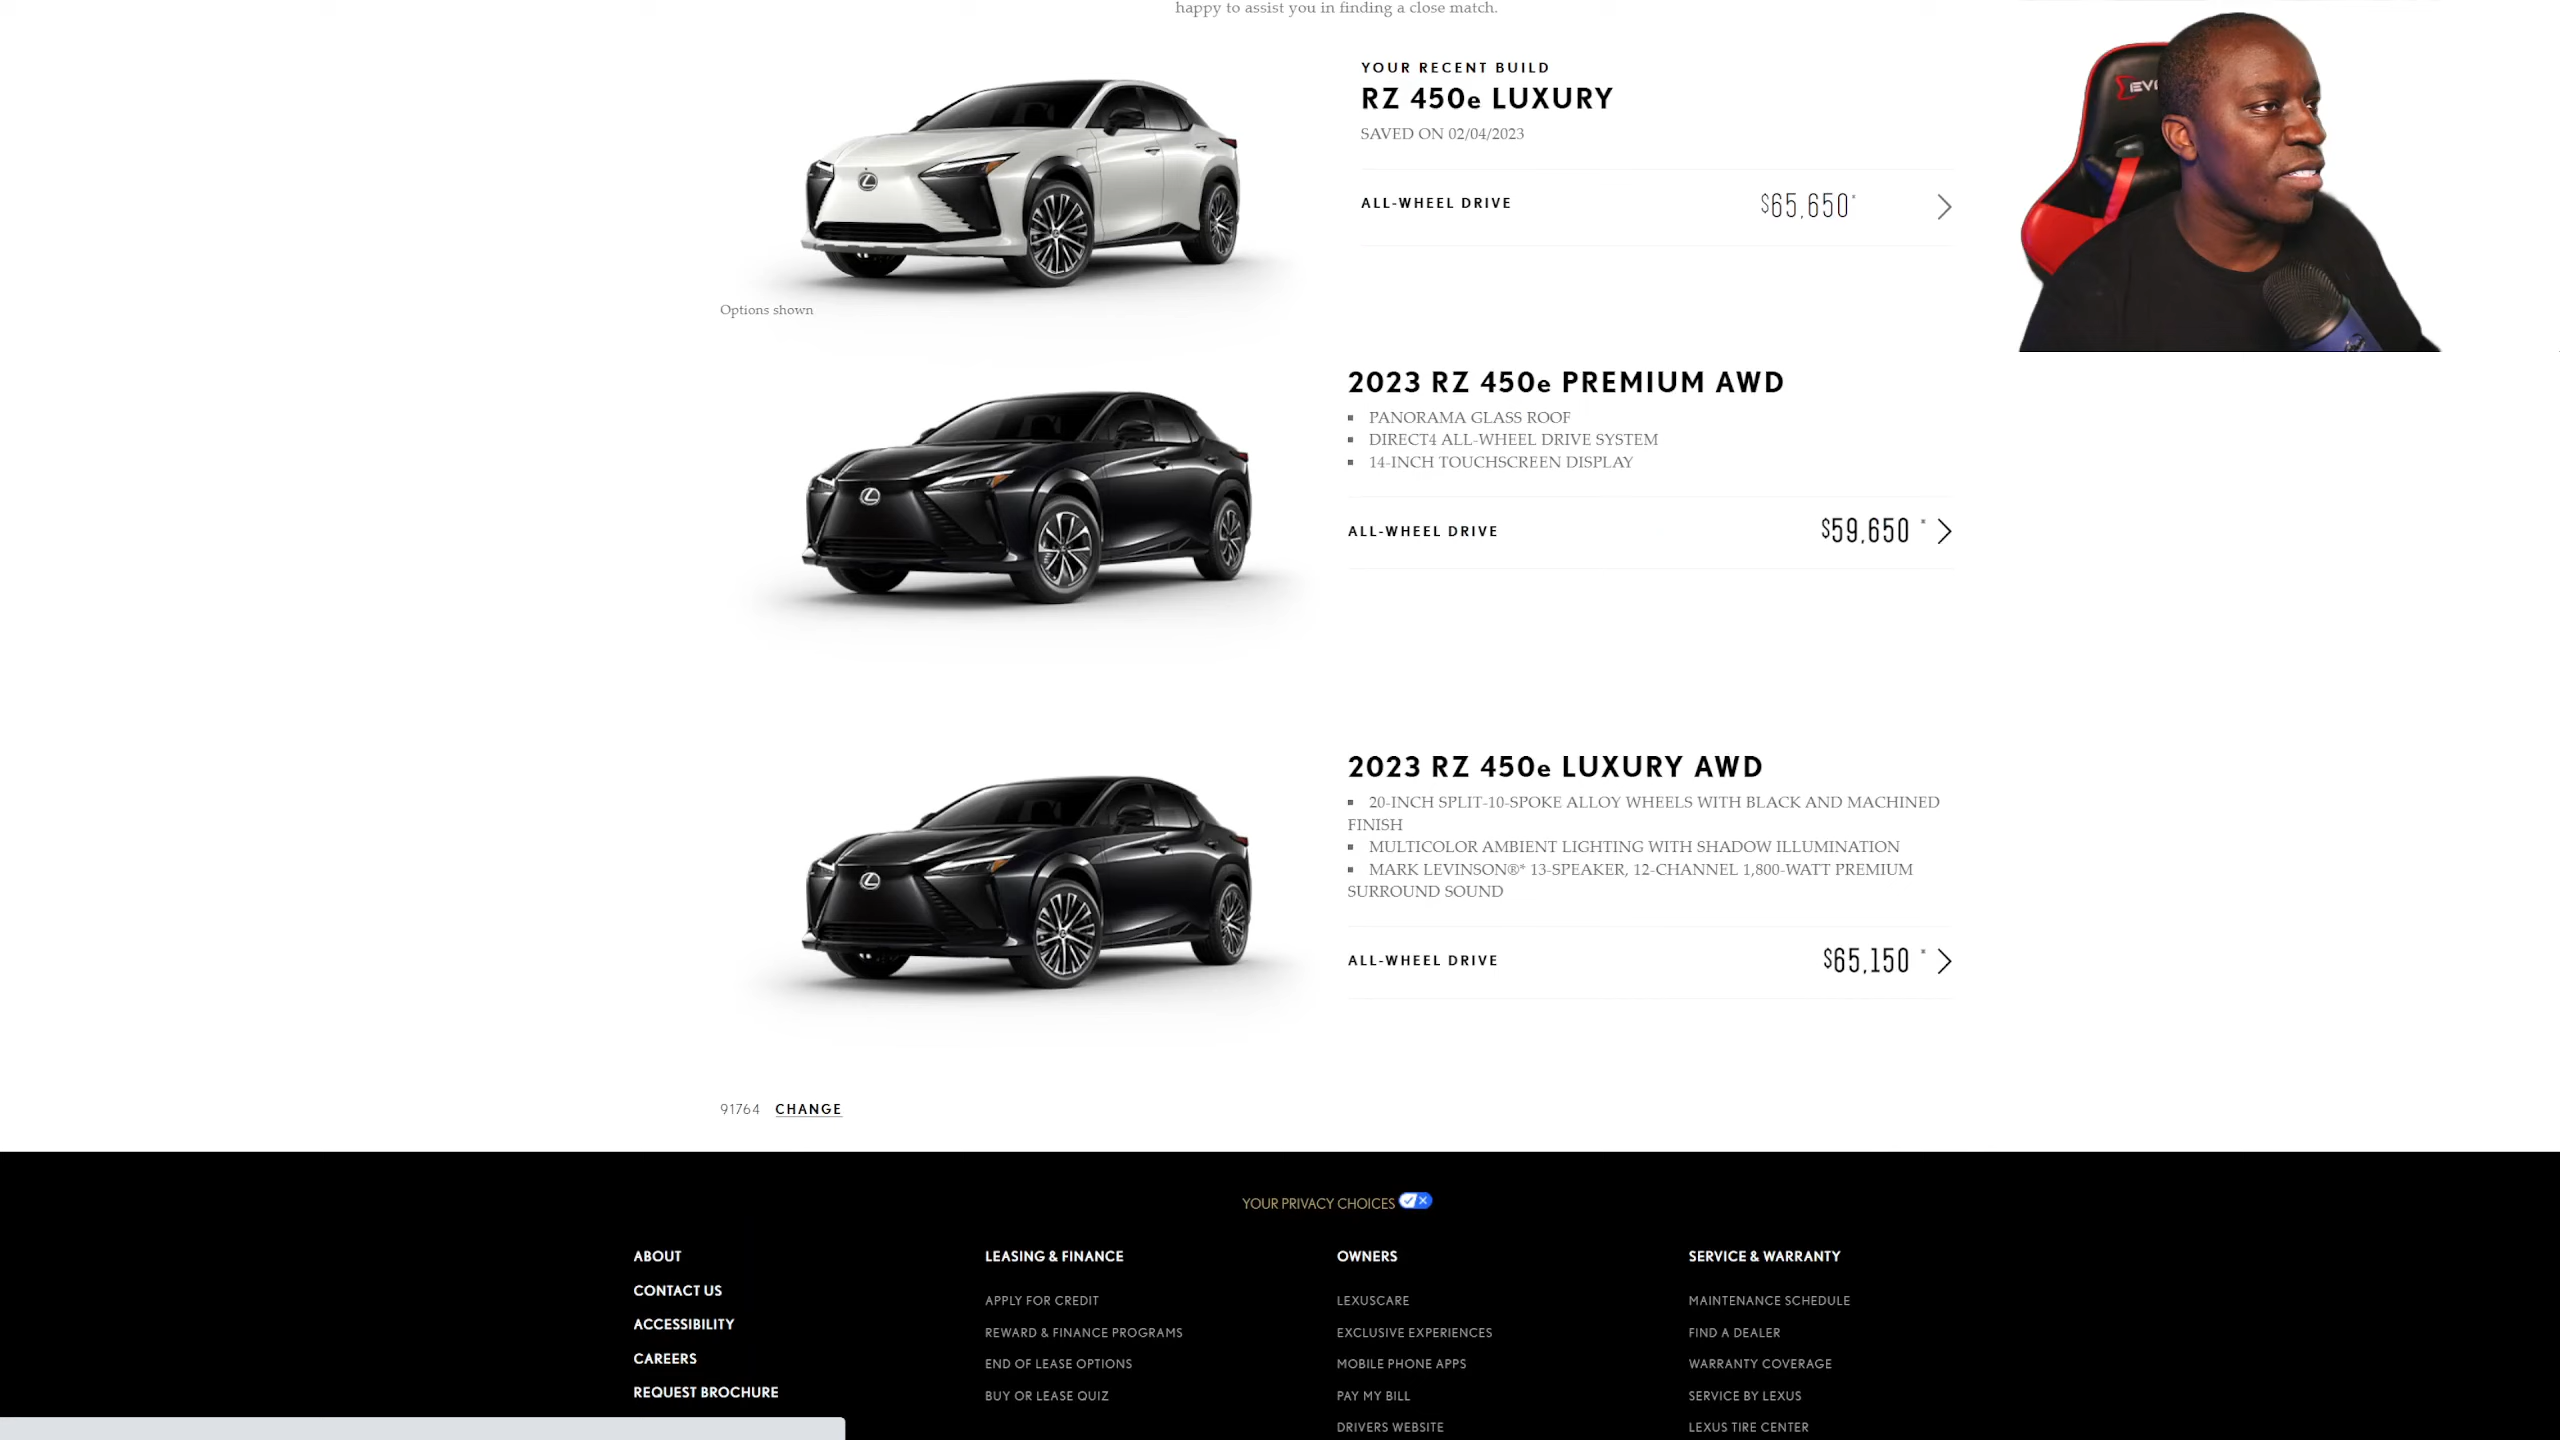 happy to assist you in finding a close match.
YOUR RECENT BUILD
RZ 450e LUXURY
SAVED ON 02/04/2023
ALL-WHEEL DRIVE $65,650*
Options shown
2023 RZ 450e PREMIUM AWD
▪ PANORAMA GLASS ROOF
▪ DIRECT4 ALL-WHEEL DRIVE SYSTEM
▪ 14-INCH TOUCHSCREEN DISPLAY
ALL-WHEEL DRIVE $59,650 *
2023 RZ 450e LUXURY AWD
▪ 20-INCH SPLIT-10-SPOKE ALLOY WHEELS WITH BLACK AND MACHINED
FINISH
▪ MULTICOLOR AMBIENT LIGHTING WITH SHADOW ILLUMINATION
▪ MARK LEVINSON®* 13-SPEAKER, 12-CHANNEL 1,800-WATT PREMIUM
SURROUND SOUND
ALL-WHEEL DRIVE $65,150 *
91764 CHANGE
YOUR PRIVACY CHOICES
ABOUT
CONTACT US
ACCESSIBILITY
CAREERS
REQUEST BROCHURE
LEASING & FINANCE
APPLY FOR CREDIT
REWARD & FINANCE PROGRAMS
END OF LEASE OPTIONS
BUY OR LEASE QUIZ
OWNERS
LEXUSCARE
EXCLUSIVE EXPERIENCES
MOBILE PHONE APPS
PAY MY BILL
DRIVERS WEBSITE
SERVICE & WARRANTY
MAINTENANCE SCHEDULE
FIND A DEALER
WARRANTY COVERAGE
SERVICE BY LEXUS
LEXUS TIRE CENTER